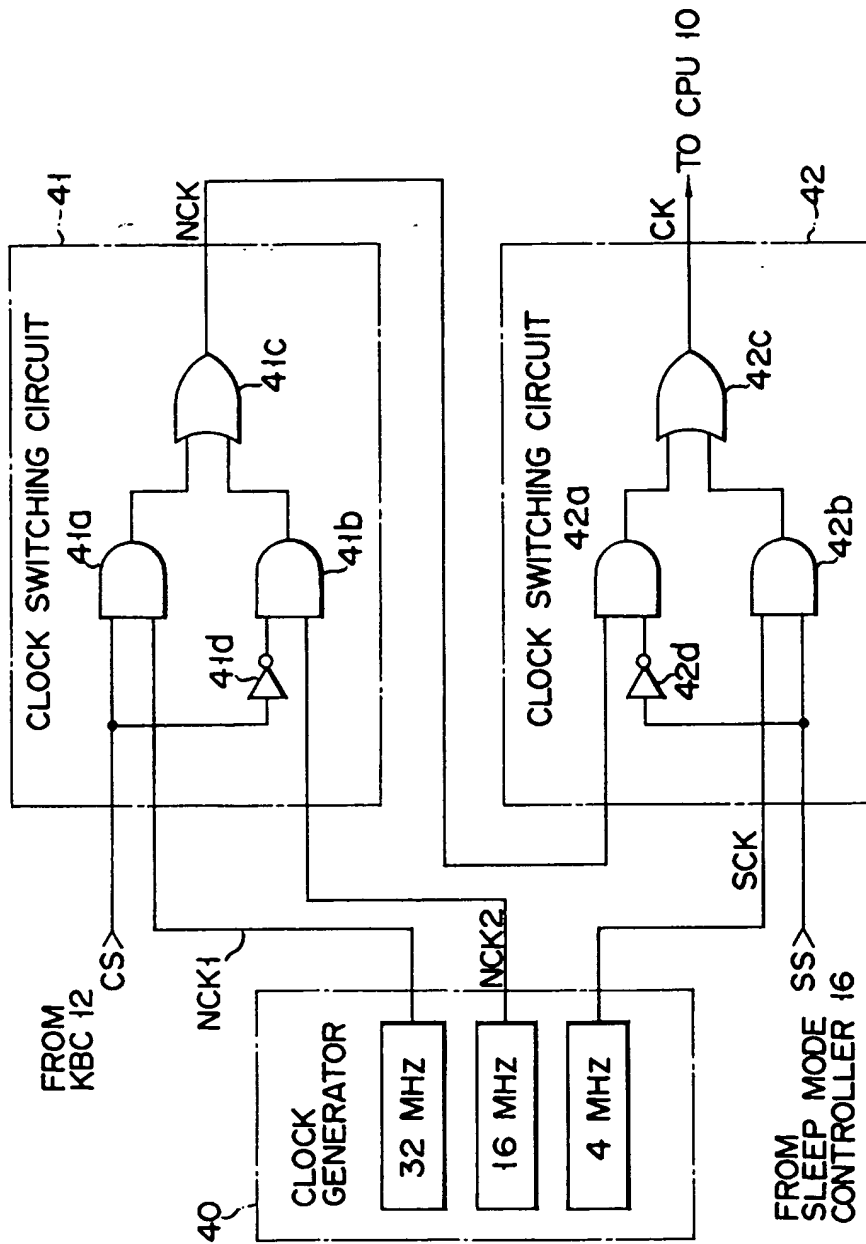 FROM
KBC 12
CS
NCK1
CLOCK SWITCHING CIRCUIT
41
41a
41b
41c
41d
NCK
40
CLOCK
GENERATOR
32 MHZ
16 MHZ
4 MHZ
NCK2
SCK
FROM
SLEEP MODE
CONTROLLER 16
SS
CLOCK SWITCHING CIRCUIT
42
42a
42b
42c
42d
CK
TO CPU 10